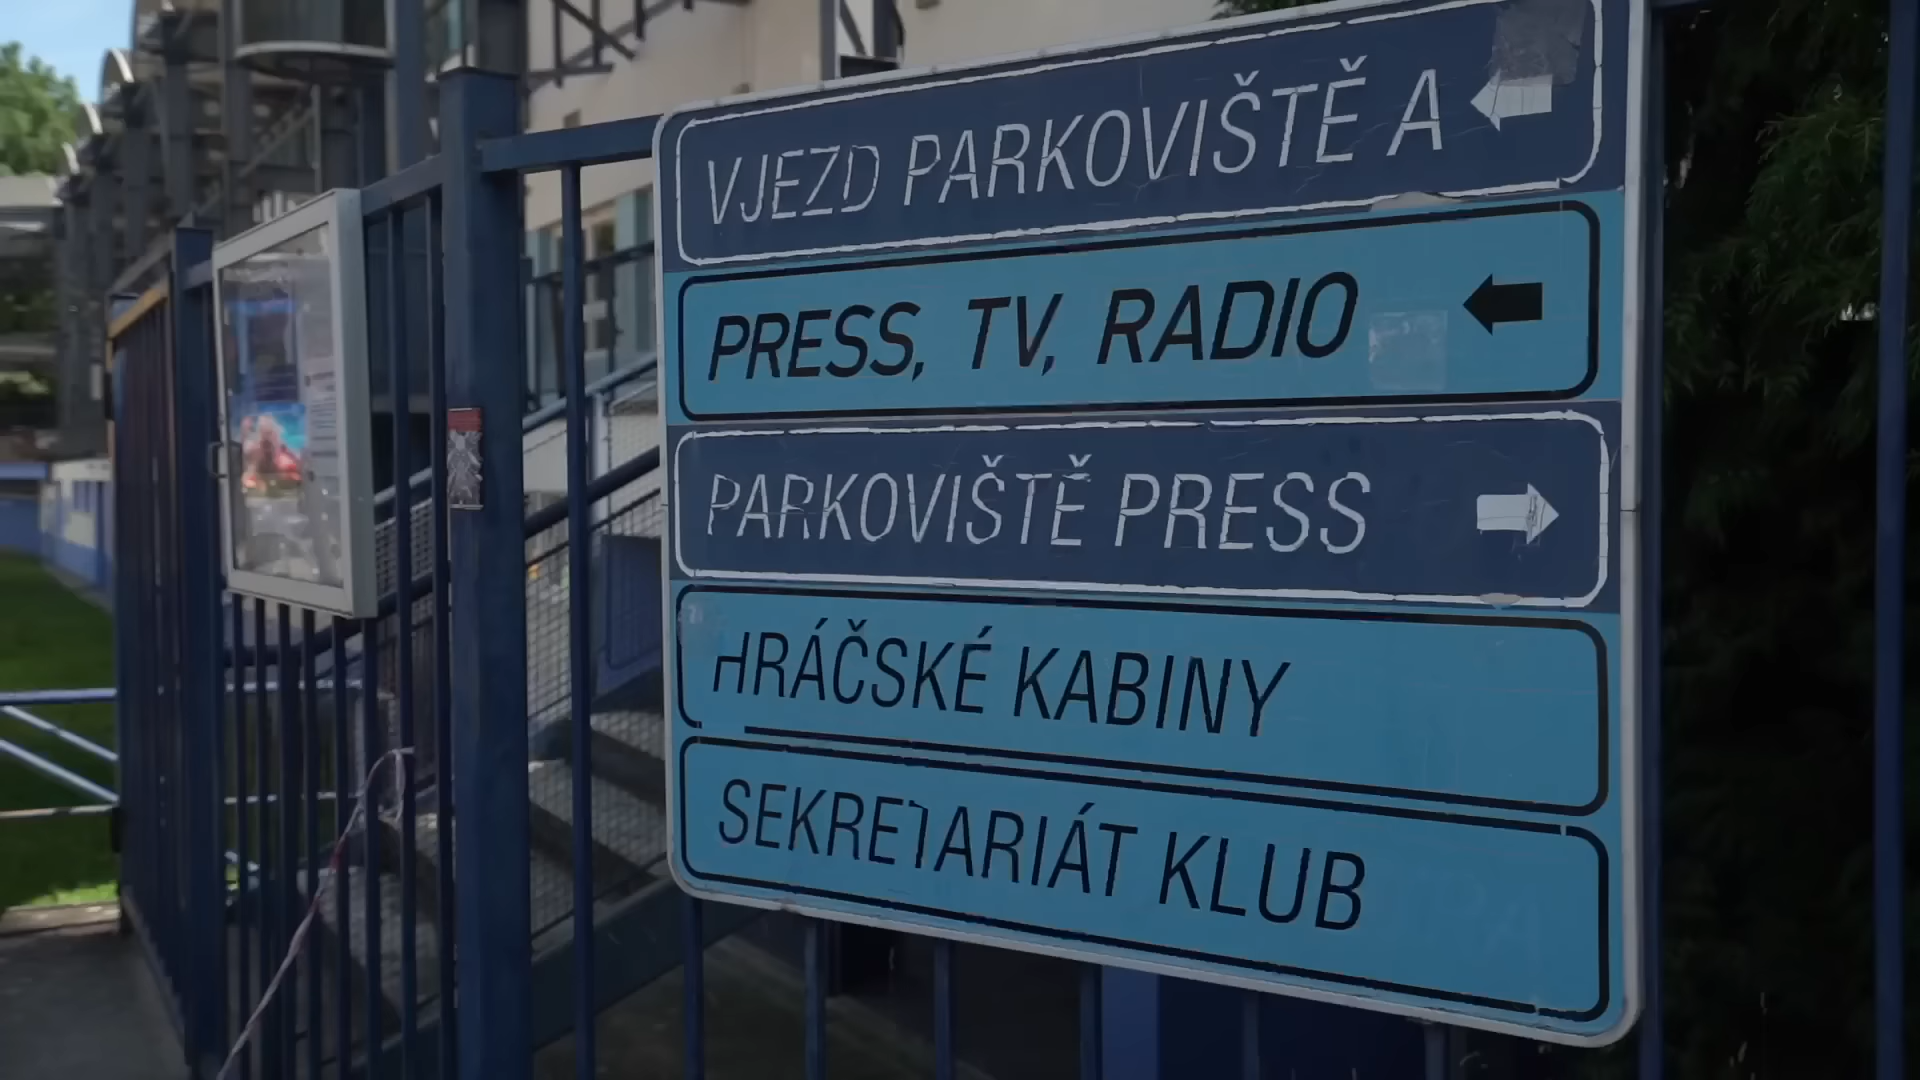 VJEZD PARKOVIŠTĚ A
PRESS, TV, RADIO
PARKOVIŠTĚ PRESS
HRÁČSKÉ KABINY
SEKRETARIÁT KLUB